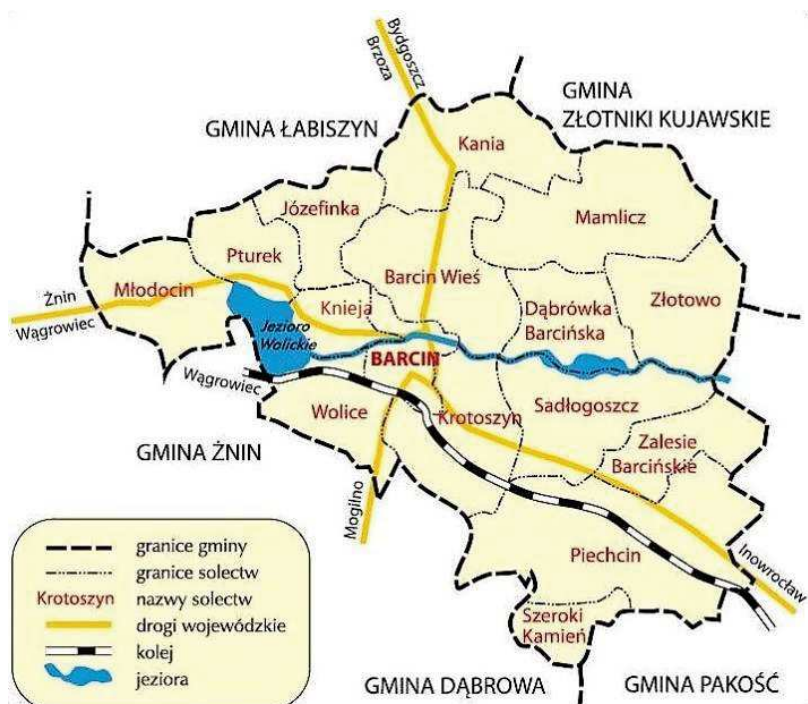 Bydgoszcz
Brzoza
GMINA
ZŁOTNIKI KUJAWSKIE
GMINA ŁABISZYN
Kania
Józefinka
Mamlicz
Pturek
Barcin Wieś
Młodocin
Żnin
Wągrowiec
Knieja
Dąbrówka
Barcińska
Złotowo
Jezioro
Wolickie
BARCIN
Wągrowiec
Wolice
Krotoszyn
Sadłogoszcz
GMINA ŻNIN
Zalesie
Barcińskie
Mogilno
Piechcin
Inowrocław
Szeroki
Kamień
GMINA DĄBROWA
GMINA PAKOŚĆ
granice gminy
granice solectw
Krotoszyn nazwy solectw
drogi wojewódzkie
kolej
jeziora